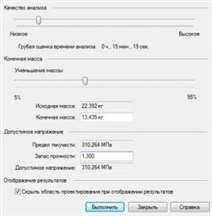 Качество анализа
Низкое Высокое
Грубая оценка времени анализа: 0 ч., 15 мин., 19 сек.
Конечная масса
Уменьшение массы
5% 95%
Исходная масса: 22,392 кг
Конечная масса: 13,435 кг
Допустимое напряжение
Предел текучести: 310,264 МПа
Запас прочности: 1,300
Допустимое напряжение: 310,264 МПа
Отображение результатов
Скрыть область проектирования при отображении результатов
Выполнить Закрыть Справка